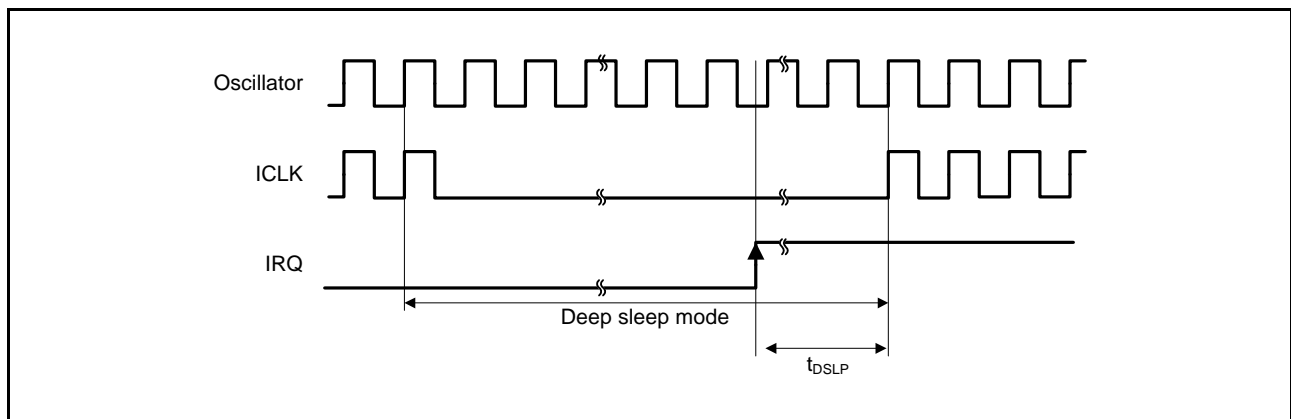 Oscillator
ICLK
IRQ
Deep sleep mode
tDSLP